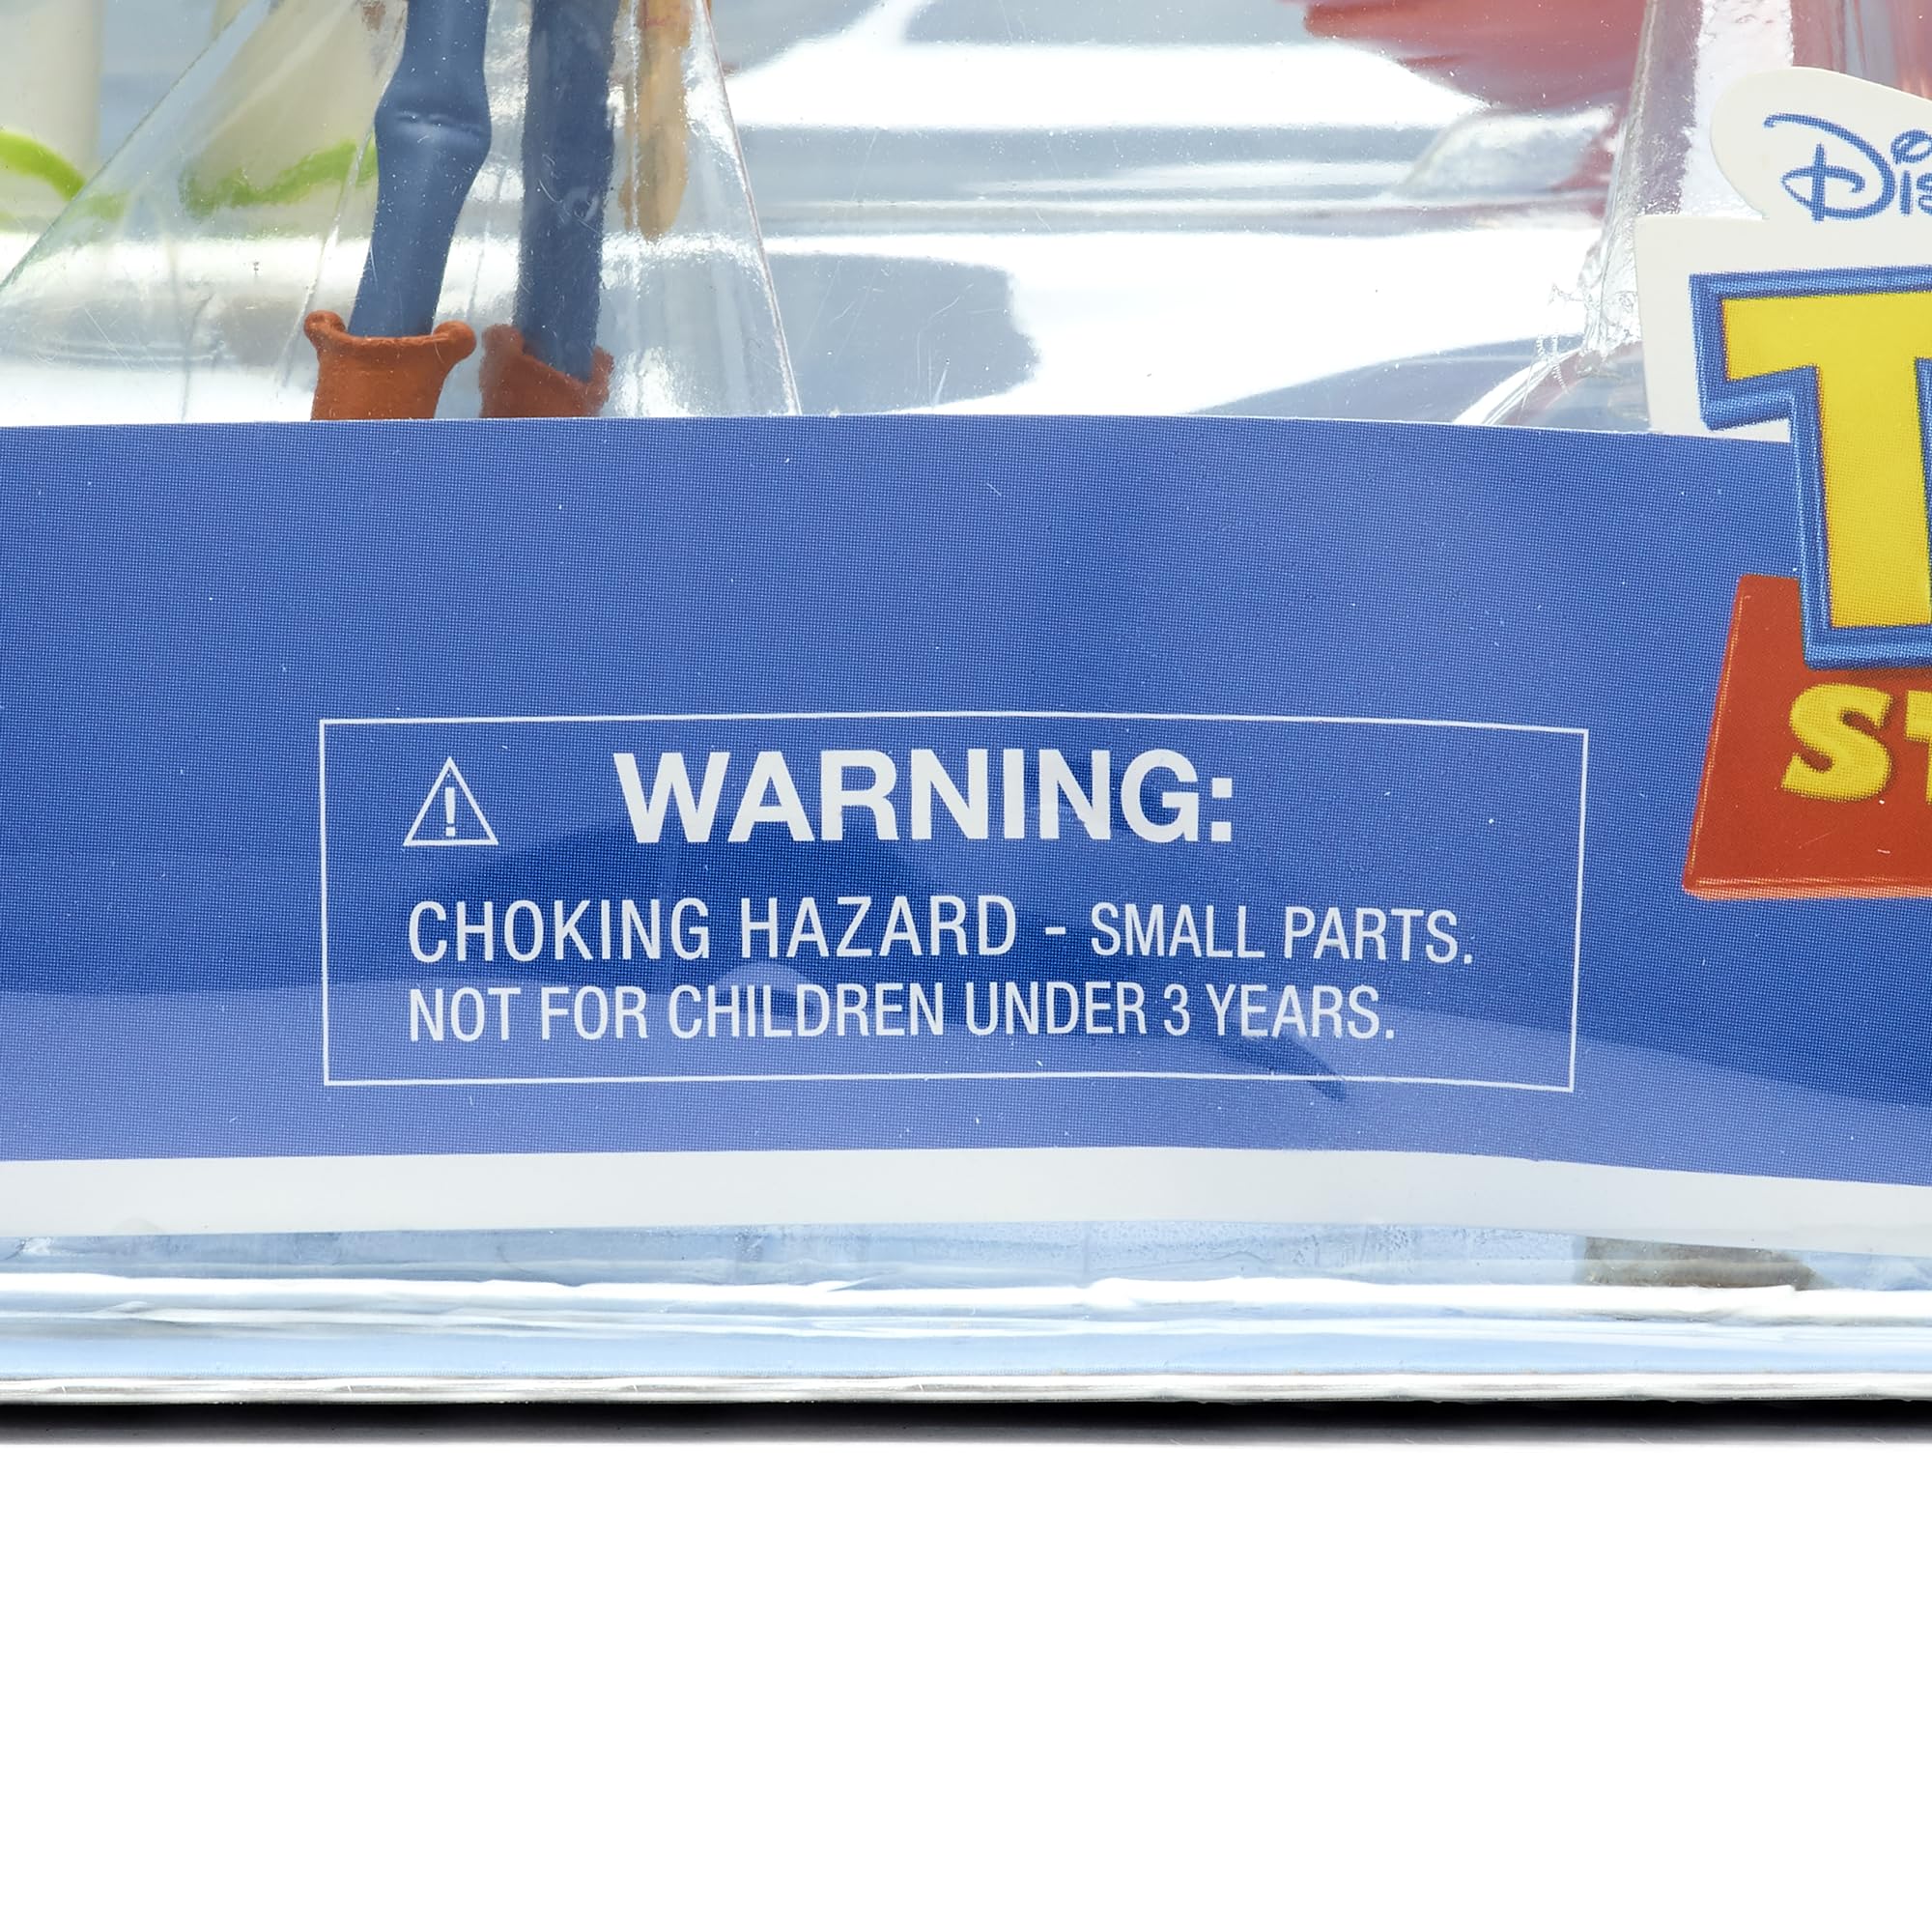 WARNING:
CHOKING HAZARD - SMALL PARTS.
NOT FOR CHILDREN UNDER 3 YEARS.